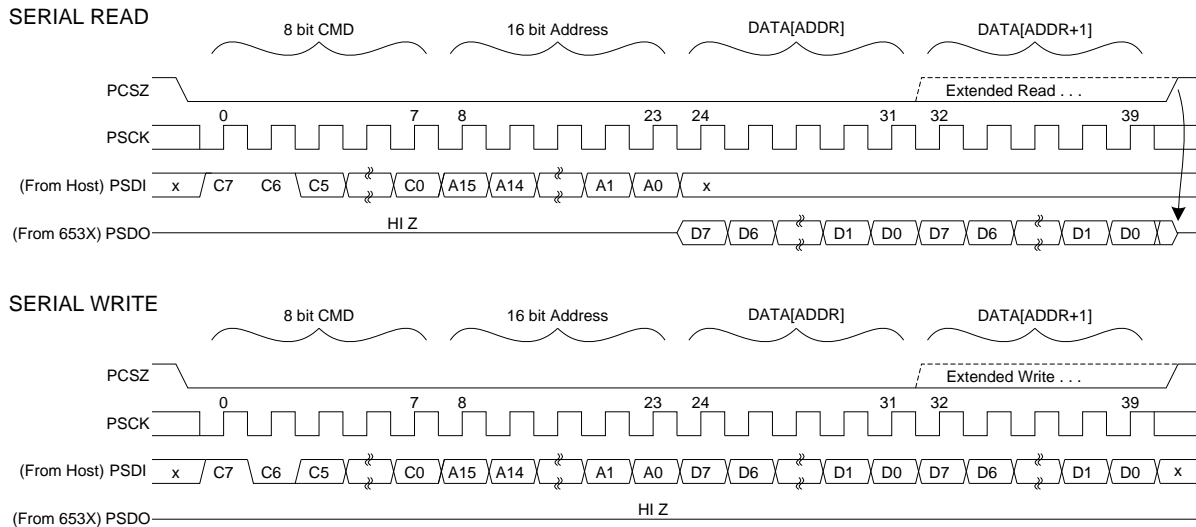 SERIAL READ
8 bit CMD 16 bit Address DATA[ADDR] DATA[ADDR+1]
PCSZ Extended Read . . .
0 7 8 23 24 31 32 39
PSCK
(From Host) PSDI x C7 C6 C5 C0 A15 A14 A1 A0 x
HI Z
(From 653X) PSDO D7 D6 D1 D0 D7 D6 D1 D0
SERIAL WRITE
8 bit CMD 16 bit Address DATA[ADDR] DATA[ADDR+1]
PCSZ Extended Write . . .
0 7 8 23 24 31 32 39
PSCK
(From Host) PSDI x C7 C6 C5 C0 A15 A14 A1 A0 D7 D6 D1 D0 D7 D6 D1 D0 x
HI Z
(From 653X) PSDO